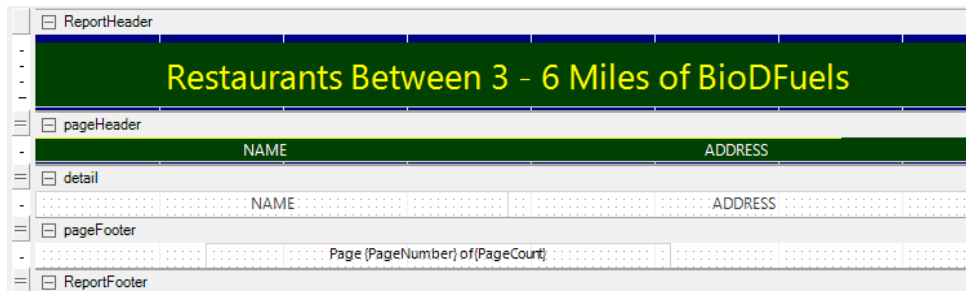 ReportHeader
Restaurants Between 3 - 6 Miles of BioDFuels
pageHeader
NAME ADDRESS
detail
NAME ADDRESS
pageFooter
Page {PageNumber} of {PageCount}
ReportFooter